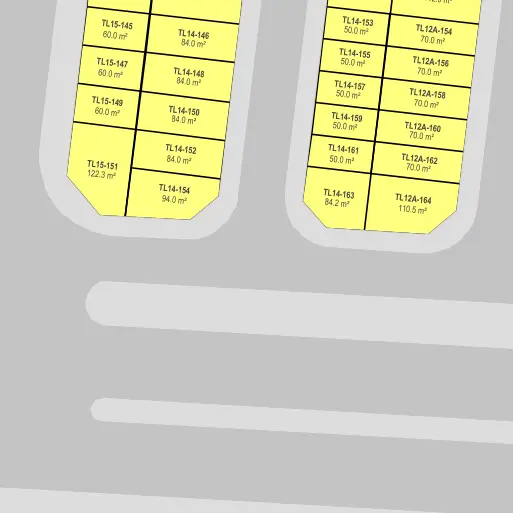 TL15-145
60.0 m²
TL14-146
84.0 m²
TL15-147
60.0 m²
TL14-148
84.0 m²
TL15-149
60.0 m²
TL14-150
84.0 m²
TL14-152
84.0 m²
TL15-151
122.3 m²
TL14-154
94.0 m²
TL14-153
50.0 m²
TL12A-154
70.0 m²
TL14-155
50.0 m²
TL12A-156
70.0 m²
TL14-157
50.0 m²
TL12A-158
70.0 m²
TL14-159
50.0 m²
TL12A-160
70.0 m²
TL14-161
50.0 m²
TL12A-162
70.0 m²
TL14-163
84.2 m²
TL12A-164
110.5 m²